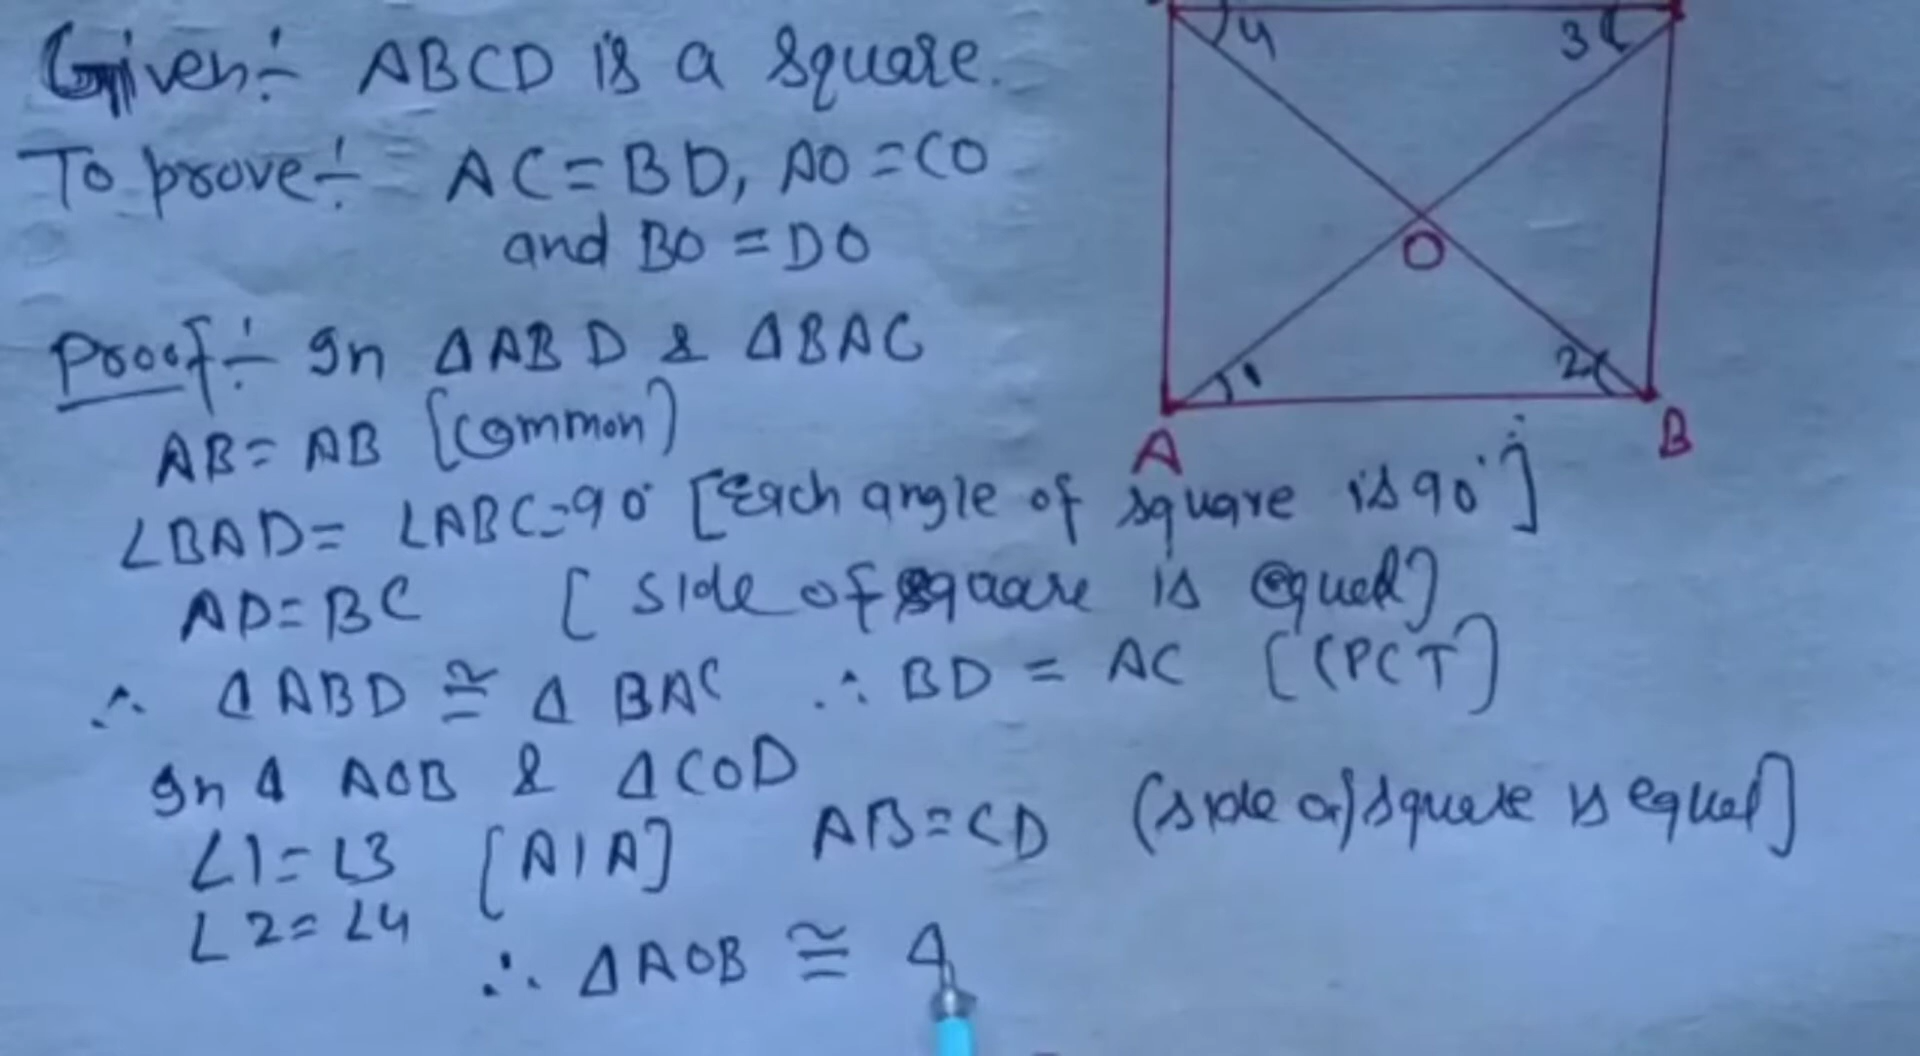 Given:- ABCD is a square.
To prove:- AC=BD, AO=CO
and BO=DO
Proof:- In ΔABD & ΔBAC
AB=AB [Common]
∠BAD=∠ABC=90° [Each angle of square is 90°]
AD=BC [side of square is equal]
∴ ΔABD ≅ ΔBAC ∴ BD=AC [CPCT]
In Δ AOB & ΔCOD
∠1=∠3 [AIA] AB=CD (side of square is equal]
∠2=∠4
∴ ΔAOB ≅ Δ
4 3
O
1 2
A B